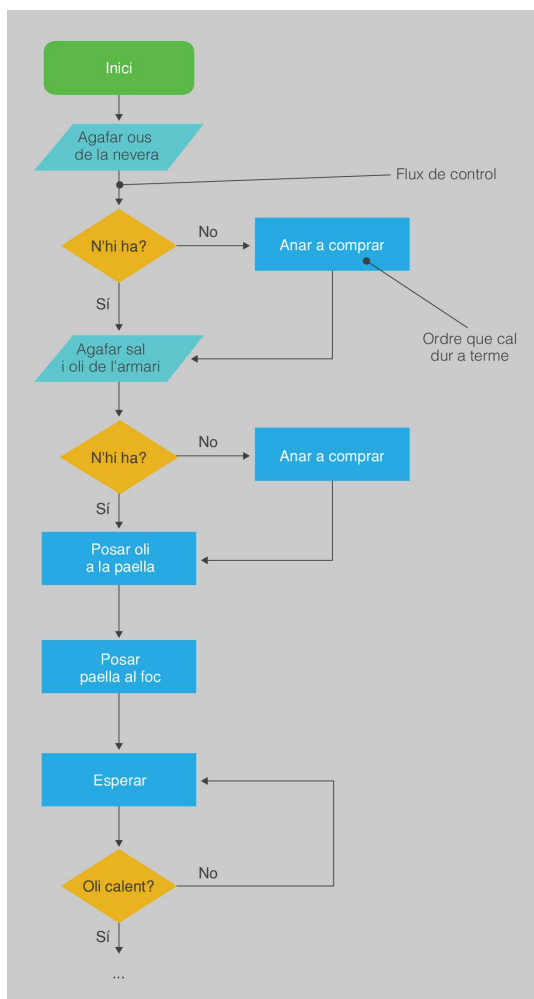 Inici
Agafar ous
de la nevera
Flux de control
N'hi ha?
No
Anar a comprar
Sí
Ordre que cal
dur a terme
Agafar sal
i oli de l'armari
N'hi ha?
No
Anar a comprar
Sí
Posar oli
a la paella
Posar
paella al foc
Esperar
Oli calent?
No
Sí
...